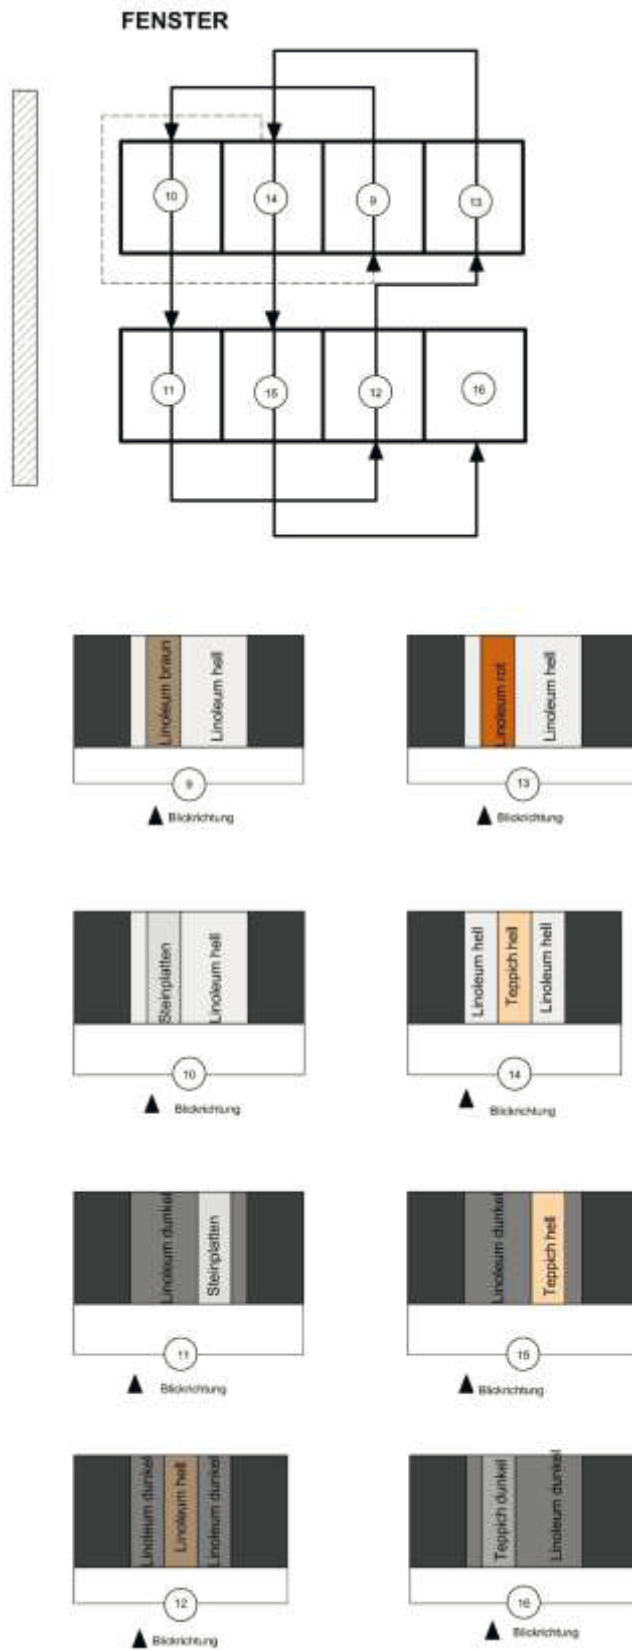 FENSTER
10
14
9
13
11
15
12
16
Linoleum braun
Linoleum hell
9
Blickrichtung
Linoleum rot
Linoleum hell
13
Blickrichtung
Steinplatten
Linoleum hell
10
Blickrichtung
Linoleum hell
Teppich hell
Linoleum hell
14
Blickrichtung
Linoleum dunkel
Steinplatten
11
Blickrichtung
Linoleum dunkel
Teppich hell
15
Blickrichtung
Linoleum dunkel
Linoleum hell
Linoleum dunkel
12
Blickrichtung
Teppich dunkel
Linoleum dunkel
16
Blickrichtung